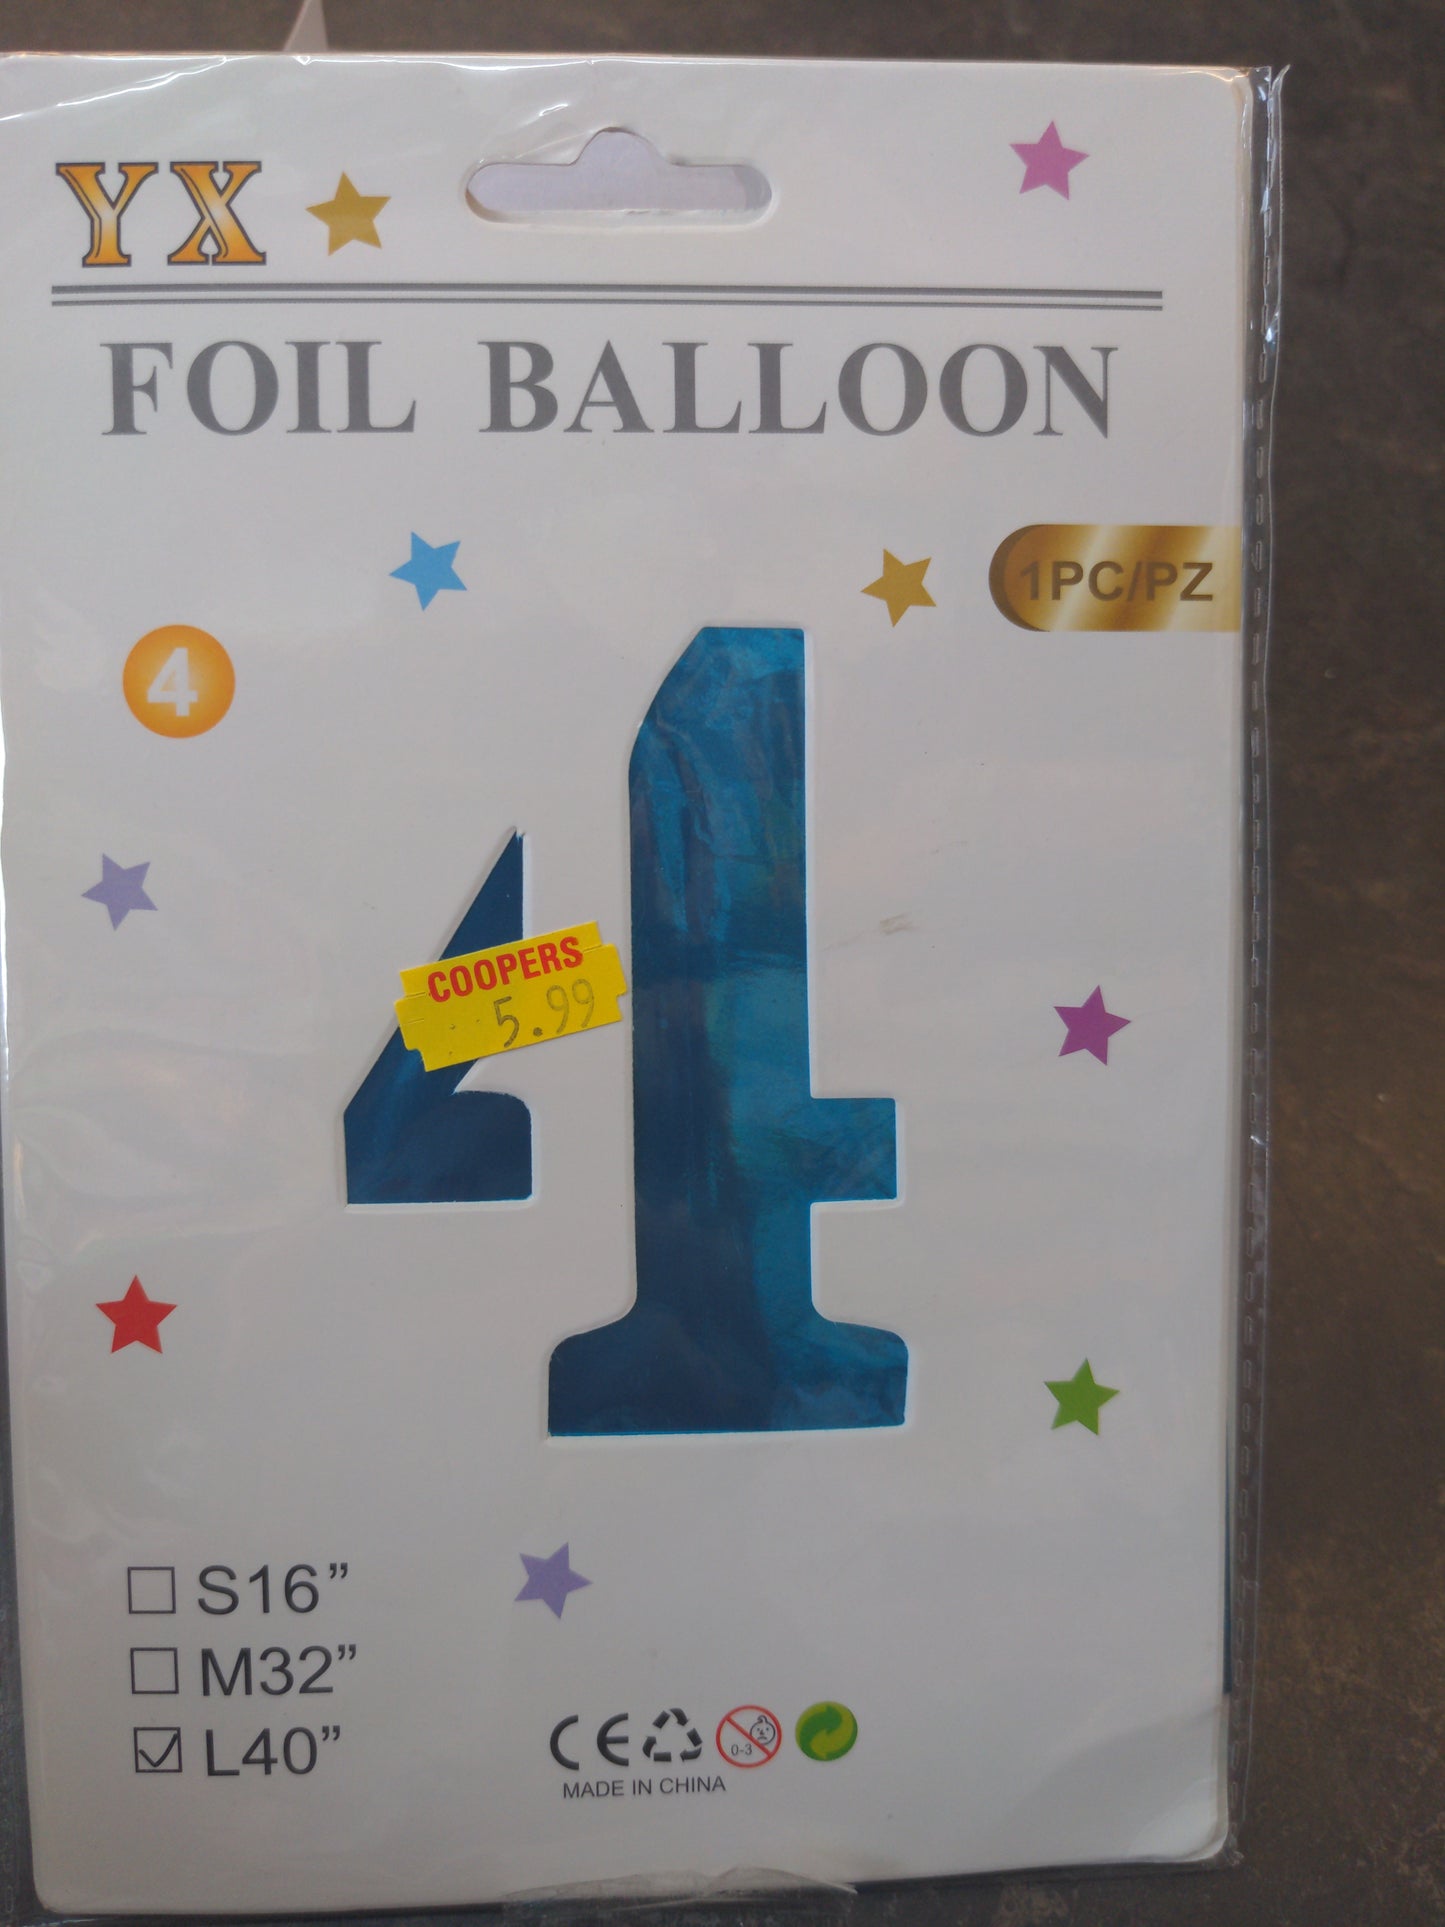 YX
FOIL BALLOON
1PC/PZ
4
COOPERS
5.99
S16”
M32”
L40”
CE
0-3
MADE IN CHINA